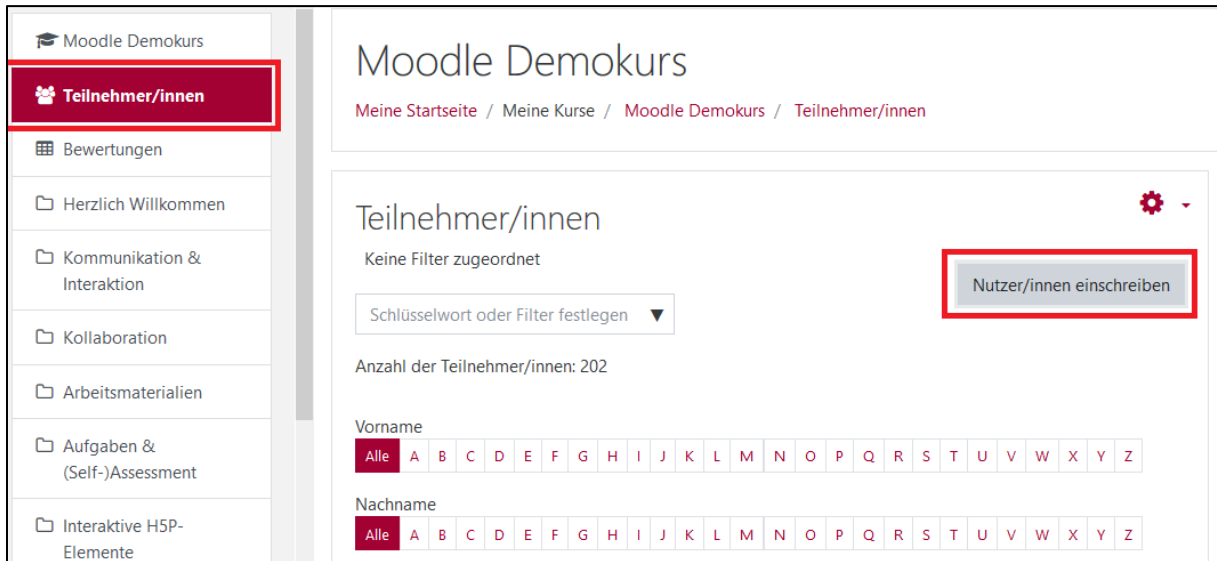 Moodle Demokurs
Teilnehmer/innen
Bewertungen
Herzlich Willkommen
Kommunikation &
Interaktion
Kollaboration
Arbeitsmaterialien
Aufgaben &
(Self-)Assessment
Interaktive H5P-
Elemente
Moodle Demokurs
Meine Startseite / Meine Kurse / Moodle Demokurs / Teilnehmer/innen
Teilnehmer/innen
Keine Filter zugeordnet
Nutzer/innen einschreiben
Schlüsselwort oder Filter festlegen ▼
Anzahl der Teilnehmer/innen: 202
Vorname
Alle A B C D E F G H I J K L M N O P Q R S T U V W X Y Z
Nachname
Alle A B C D E F G H I J K L M N O P Q R S T U V W X Y Z